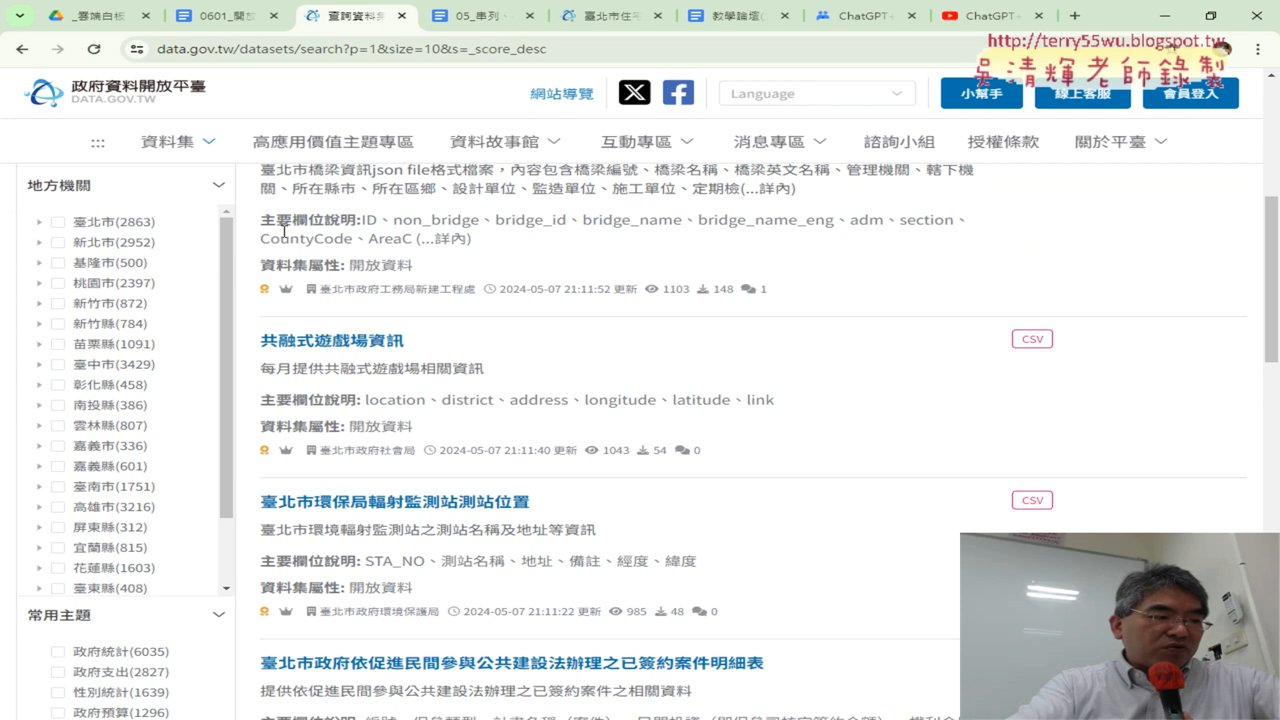 _雲端白板
0601_開放
查詢資料集
05_串列、
臺北市住宅
教學論壇
ChatGPT+
ChatGPT+
data.gov.tw/datasets/search?p=1&size=10&s=_score_desc
http://terry55wu.blogspot.tw
吳清輝老師錄製
政府資料開放平臺
DATA.GOV.TW
網站導覽
Language
小幫手
線上客服
會員登入
資料集
高應用價值主題專區
資料故事館
互動專區
消息專區
諮詢小組
授權條款
關於平臺
地方機關
臺北市(2863)
新北市(2952)
基隆市(500)
桃園市(2397)
新竹市(872)
新竹縣(784)
苗栗縣(1091)
臺中市(3429)
彰化縣(458)
南投縣(386)
雲林縣(807)
嘉義市(336)
嘉義縣(601)
臺南市(1751)
高雄市(3216)
屏東縣(312)
宜蘭縣(815)
花蓮縣(1603)
臺東縣(408)
常用主題
政府統計(6035)
政府支出(2827)
性別統計(1639)
政府預算(1296)
臺北市橋梁資訊json file格式檔案，內容包含橋梁編號、橋梁名稱、橋梁英文名稱、管理機關、轄下機
關、所在縣市、所在區鄉、設計單位、監造單位、施工單位、定期檢(...詳內)
主要欄位說明:ID、non_bridge、bridge_id、bridge_name、bridge_name_eng、adm、section、
CountyCode、AreaC (...詳內)
資料集屬性: 開放資料
臺北市政府工務局新建工程處 2024-05-07 21:11:52 更新 1103 148 1
共融式遊戲場資訊
CSV
每月提供共融式遊戲場相關資訊
主要欄位說明: location、district、address、longitude、latitude、link
資料集屬性: 開放資料
臺北市政府社會局 2024-05-07 21:11:40 更新 1043 54 0
臺北市環保局輻射監測站測站位置
CSV
臺北市環境輻射監測站之測站名稱及地址等資訊
主要欄位說明: STA_NO、測站名稱、地址、備註、經度、緯度
資料集屬性: 開放資料
臺北市政府環境保護局 2024-05-07 21:11:22 更新 985 48 0
臺北市政府依促進民間參與公共建設法辦理之已簽約案件明細表
提供依促進民間參與公共建設法辦理之已簽約案件之相關資料